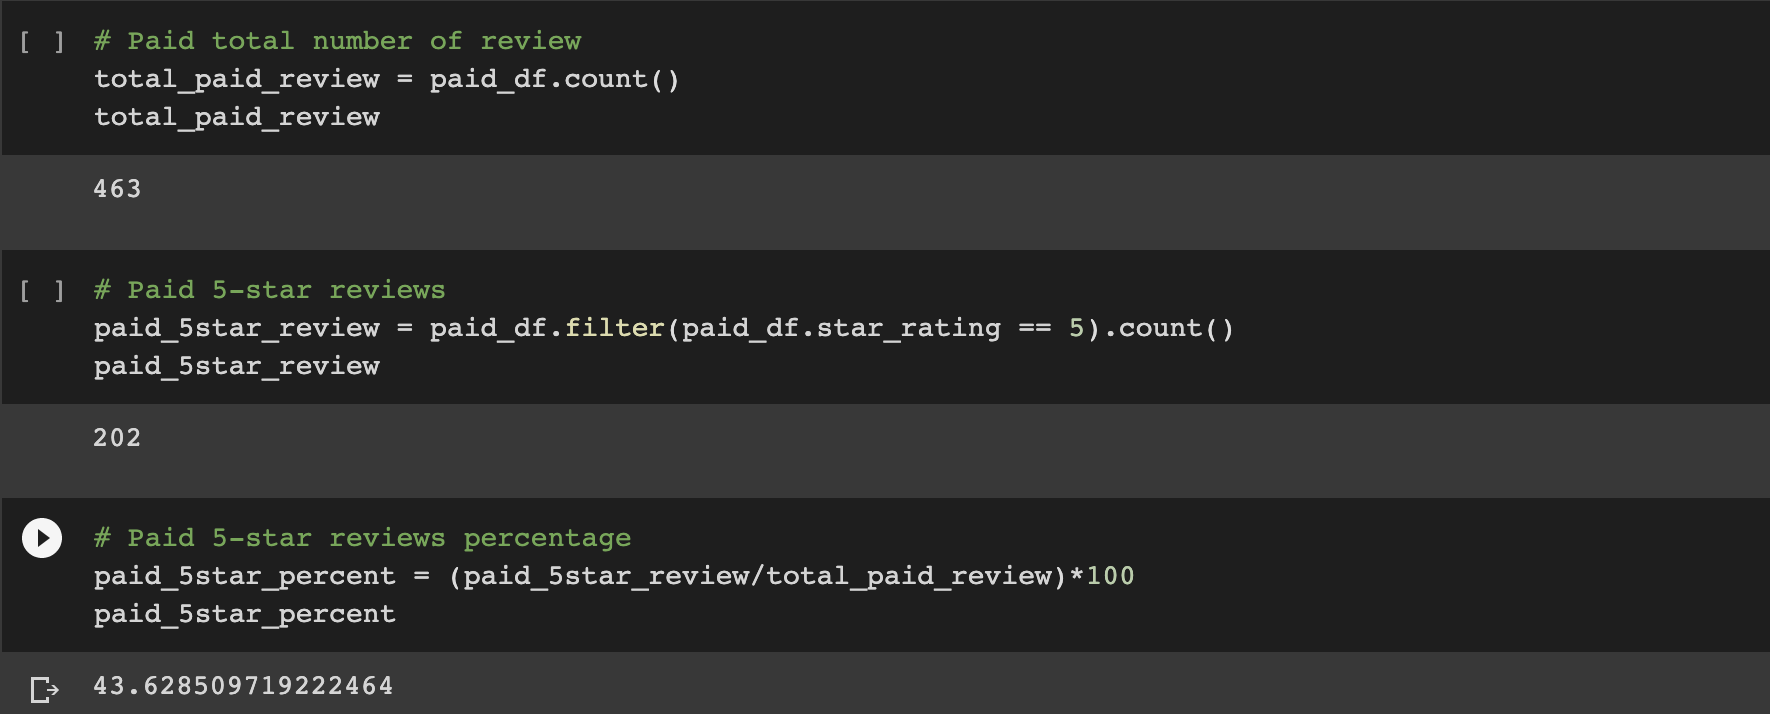 [ ] # Paid total number of review
total_paid_review = paid_df.count()
total_paid_review
463
[ ] # Paid 5-star reviews
paid_5star_review = paid_df.filter(paid_df.star_rating == 5).count()
paid_5star_review
202
# Paid 5-star reviews percentage
paid_5star_percent = (paid_5star_review/total_paid_review)*100
paid_5star_percent
43.628509719222464